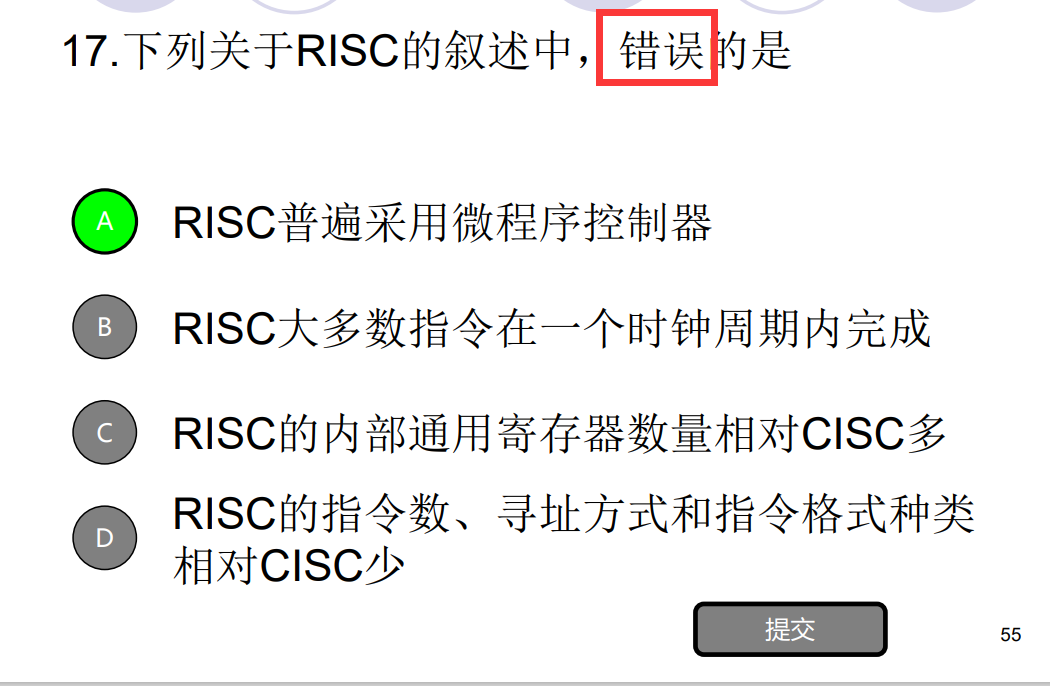 17.下列关于RISC的叙述中，错误的是
A RISC普遍采用微程序控制器
B RISC大多数指令在一个时钟周期内完成
C RISC的内部通用寄存器数量相对CISC多
D RISC的指令数、寻址方式和指令格式种类
相对CISC少
提交
55